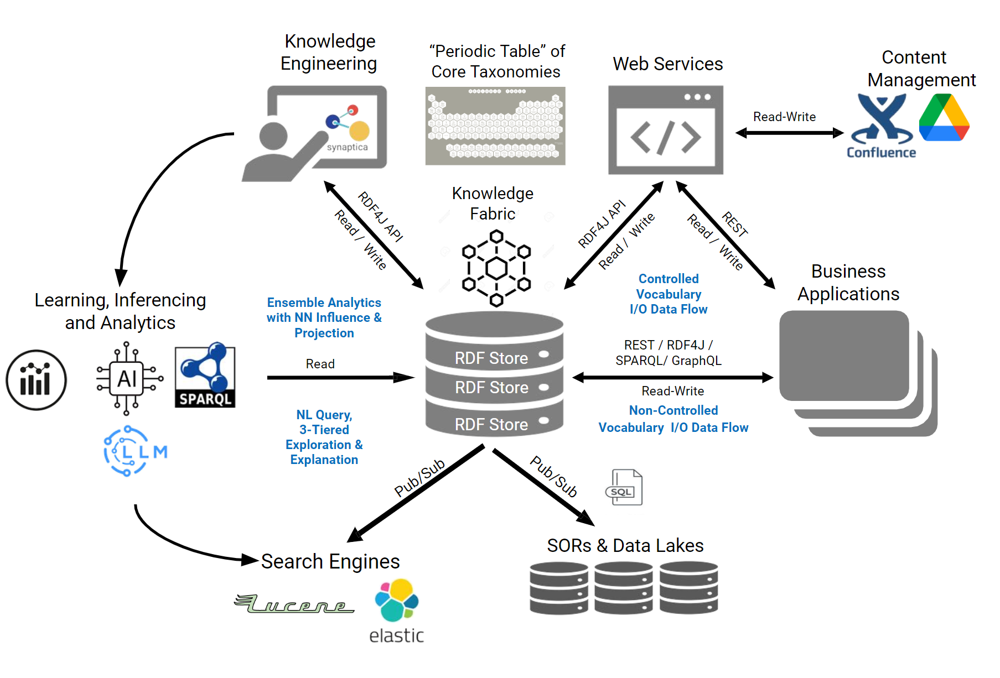 Knowledge
Engineering
synaptica
“Periodic Table” of
Core Taxonomies
PERIODIC TABLE
Web Services
Content
Management
Confluence
Read-Write
RDF4J API
Read / Write
Knowledge
Fabric
RDF4J API
Read / Write
REST
Read / Write
Business
Applications
Learning, Inferencing
and Analytics
AI
SPARQL
LLM
Ensemble Analytics
with NN Influence &
Projection
Read
NL Query,
3-Tiered
Exploration &
Explanation
RDF Store
RDF Store
RDF Store
Controlled
Vocabulary
I/O Data Flow
REST / RDF4J /
SPARQL/ GraphQL
Read-Write
Non-Controlled
Vocabulary I/O Data Flow
Pub/Sub
Pub/Sub
SQL
Search Engines
Lucene
elastic
SORs & Data Lakes